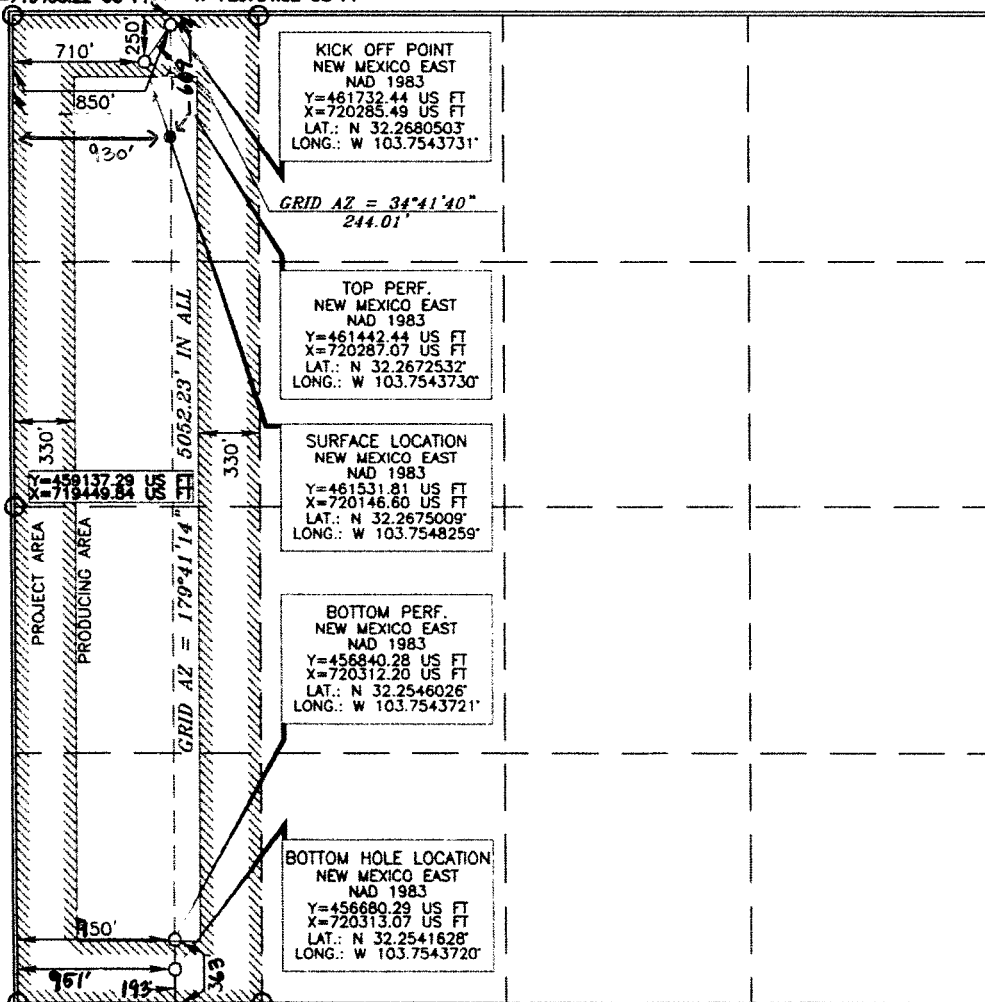 710'
250'
850'
669
930'
KICK OFF POINT
NEW MEXICO EAST
NAD 1983
Y=461732.44 US FT
X=720285.49 US FT
LAT.: N 32.2680503°
LONG.: W 103.7543731°
GRID AZ = 34°41'40"
244.01'
TOP PERF.
NEW MEXICO EAST
NAD 1983
Y=461442.44 US FT
X=720287.07 US FT
LAT.: N 32.2672532°
LONG.: W 103.7543730°
SURFACE LOCATION
NEW MEXICO EAST
NAD 1983
Y=461531.81 US FT
X=720146.60 US FT
LAT.: N 32.2675009°
LONG.: W 103.7548259°
330'
330'
Y=459137.29 US FT
X=719449.84 US FT
PROJECT AREA
PRODUCING AREA
GRID AZ = 179°41'14" 5052.23' IN ALL
BOTTOM PERF.
NEW MEXICO EAST
NAD 1983
Y=456840.28 US FT
X=720312.20 US FT
LAT.: N 32.2546026°
LONG.: W 103.7543721°
BOTTOM HOLE LOCATION
NEW MEXICO EAST
NAD 1983
Y=456680.29 US FT
X=720313.07 US FT
LAT.: N 32.2541628°
LONG.: W 103.7543720°
950'
951'
193
363